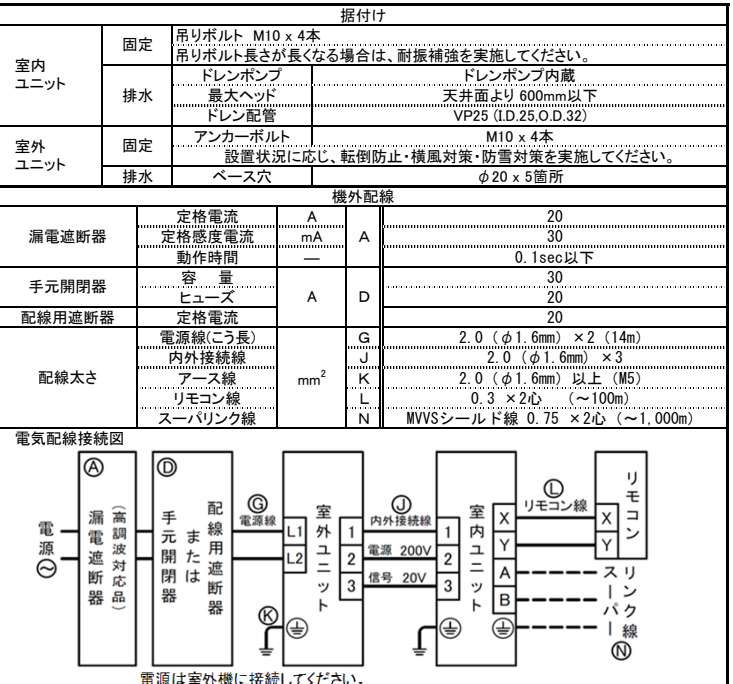 据付け
室内
ユニット
固定
吊りボルト M10 x 4本
吊りボルト長さが長くなる場合は、耐振補強を実施してください。
排水
ドレンポンプ
ドレンポンプ内蔵
最大ヘッド
天井面より 600mm以下
ドレン配管
VP25 (I.D.25,O.D.32)
室外
ユニット
固定
アンカーボルト
M10 x 4本
設置状況に応じ、転倒防止・横風対策・防雪対策を実施してください。
排水
ベース穴
φ20 x 5箇所
機外配線
漏電遮断器
定格電流
A
A
20
定格感度電流
mA
30
動作時間
―
0.1sec以下
手元開閉器
容 量
A
D
30
ヒューズ
20
配線用遮断器
定格電流
20
配線太さ
電源線(こう長)
mm2
G
2.0 (φ1.6mm) ×2 (14m)
内外接続線
J
2.0 (φ1.6mm) ×3
アース線
K
2.0 (φ1.6mm) 以上 (M5)
リモコン線
L
0.3 ×2心 (～100m)
スーパリンク線
N
MVVSシールド線 0.75 ×2心 (～1,000m)
電気配線接続図
電源
Ⓐ
漏電遮断器
(高調波対応品)
Ⓓ
手元開閉器
または
配線用遮断器
Ⓖ
電源線
L1
L2
室外ユニット
1
2
3
Ⓚ
Ⓙ
内外接続線
電源 200V
信号 20V
1
2
3
室内ユニット
X
Y
A
B
Ⓛ
リモコン線
X
Y
リモコン
スーパー
リンク線
Ⓝ
電源は室外機に接続してください。